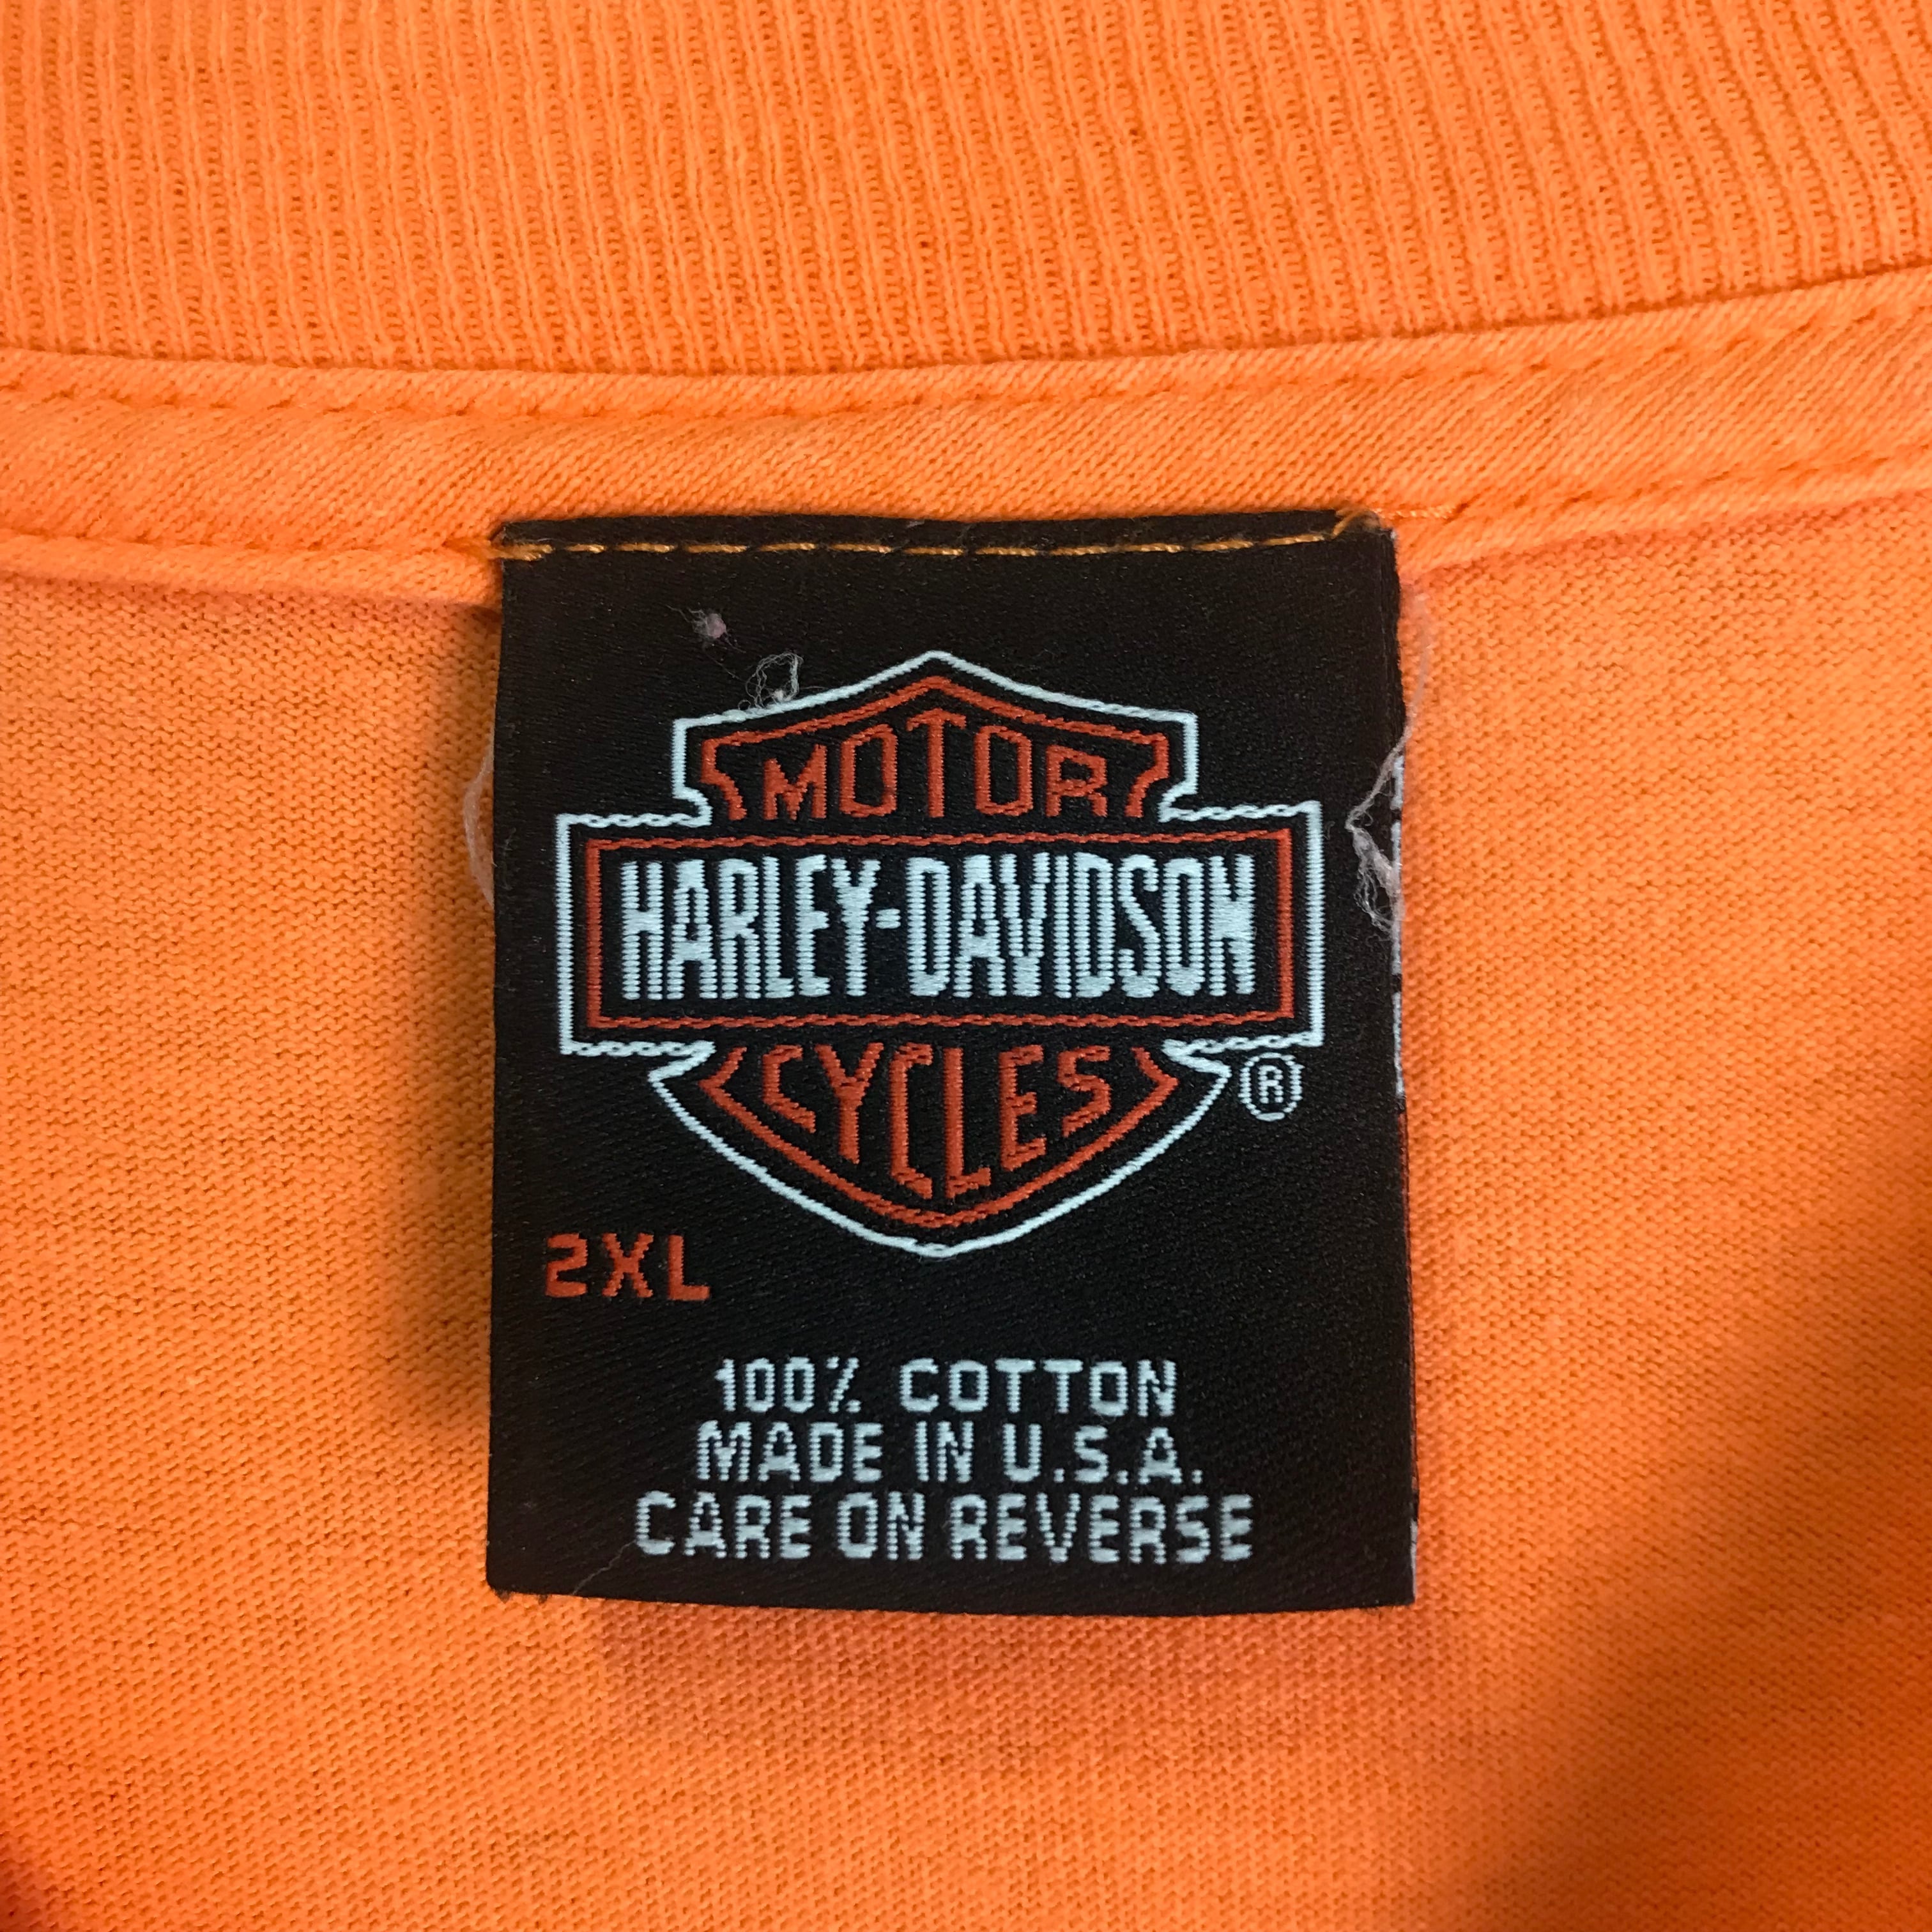 MOTOR
HARLEY-DAVIDSON
CYCLES
®
2XL
100% COTTON
MADE IN U.S.A.
CARE ON REVERSE